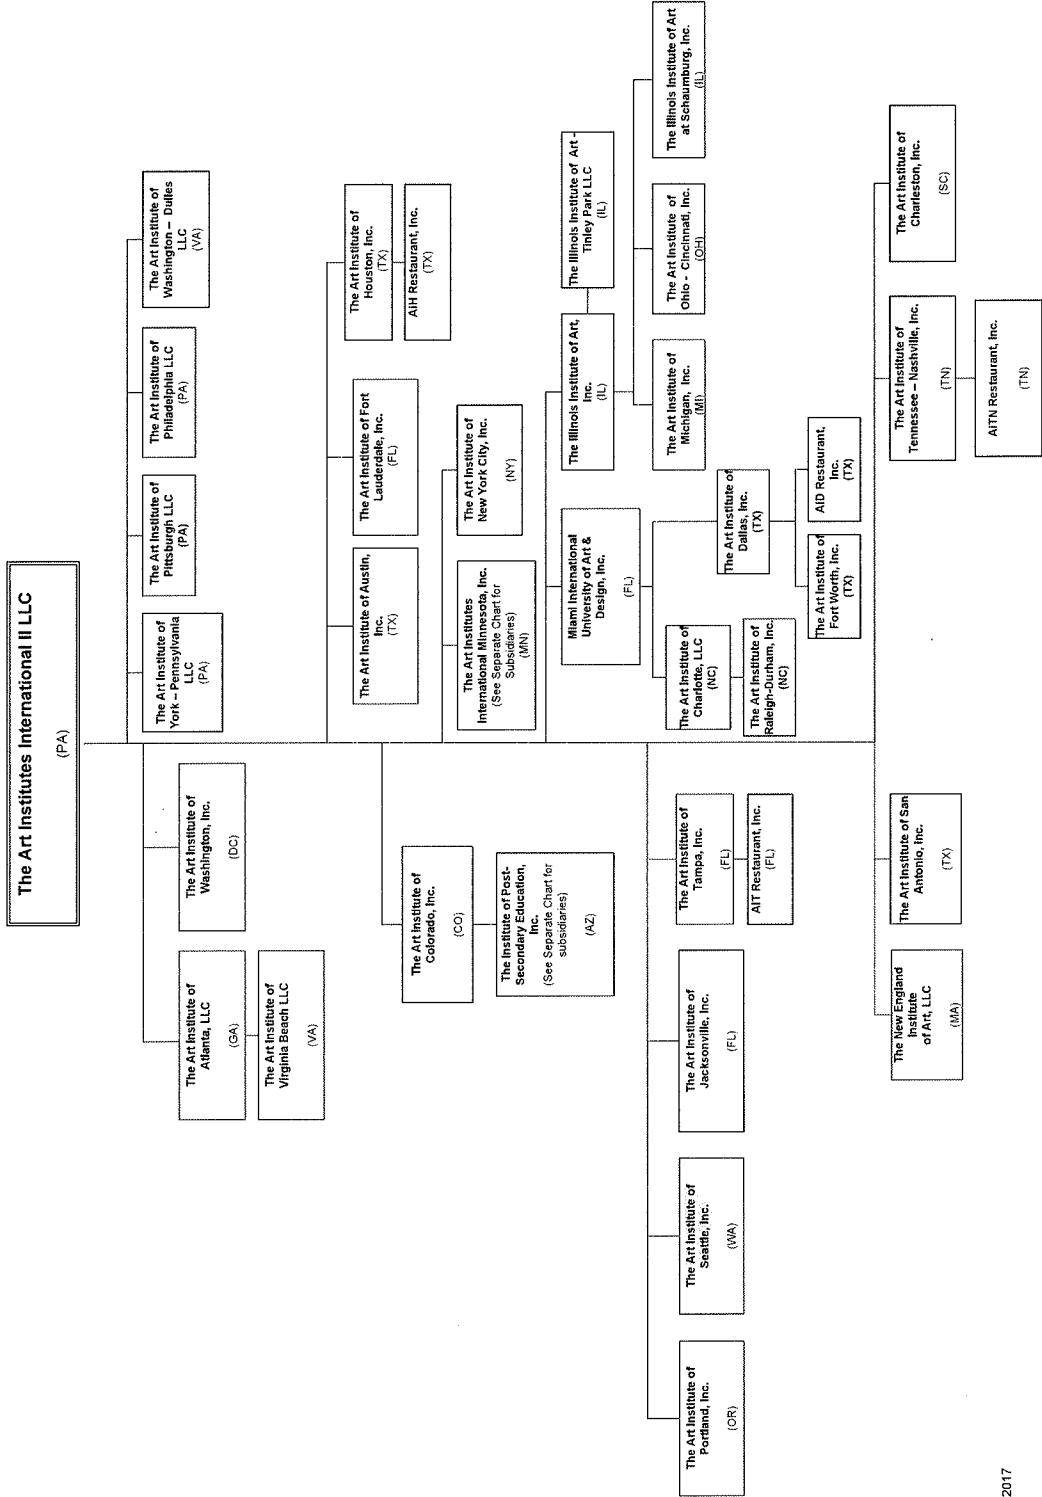 The Art Institutes International II LLC
(PA)
The Art Institute of
Atlanta, LLC
(GA)
The Art Institute of
Virginia Beach LLC
(VA)
The Art Institute of
Washington, Inc.
(DC)
The Art Institute of
York – Pennsylvania
LLC
(PA)
The Art Institute of
Pittsburgh LLC
(PA)
The Art Institute of
Philadelphia LLC
(PA)
The Art Institute of
Washington – Dulles
LLC
(VA)
The Art Institute of Austin,
Inc.
(TX)
The Art Institute of Fort
Lauderdale, Inc.
(FL)
The Art Institute of
Houston, Inc.
(TX)
AIH Restaurant, Inc.
(TX)
The Art Institute of
Colorado, Inc.
(CO)
The Institute of Post-
Secondary Education,
Inc.
(See Separate Chart for
subsidiaries)
(AZ)
The Art Institutes
International Minnesota, Inc.
(See Separate Chart for
Subsidiaries)
(MN)
The Art Institute of
New York City, Inc.
(NY)
Miami International
University of Art &
Design, Inc.
(FL)
The Art Institute of
Charlotte, LLC
(NC)
The Art Institute of
Raleigh-Durham, Inc.
(NC)
The Art Institute of
Dallas, Inc.
(TX)
The Art Institute of
Fort Worth, Inc.
(TX)
AID Restaurant,
Inc.
(TX)
The Illinois Institute of Art,
Inc.
(IL)
The Illinois Institute of Art -
Tinley Park LLC
(IL)
The Art Institute of
Michigan, Inc.
(MI)
The Art Institute of
Ohio - Cincinnati, Inc.
(OH)
The Illinois Institute of Art
at Schaumburg, Inc.
(IL)
The Art Institute of
Portland, Inc.
(OR)
The Art Institute of
Seattle, Inc.
(WA)
The Art Institute of
Jacksonville, Inc.
(FL)
The Art Institute of
Tampa, Inc.
(FL)
AIT Restaurant, Inc.
(FL)
The New England
Institute
of Art, LLC
(MA)
The Art Institute of San
Antonio, Inc.
(TX)
The Art Institute of
Tennessee – Nashville, Inc.
(TN)
AITN Restaurant, Inc.
(TN)
The Art Institute of
Charleston, Inc.
(SC)
2017